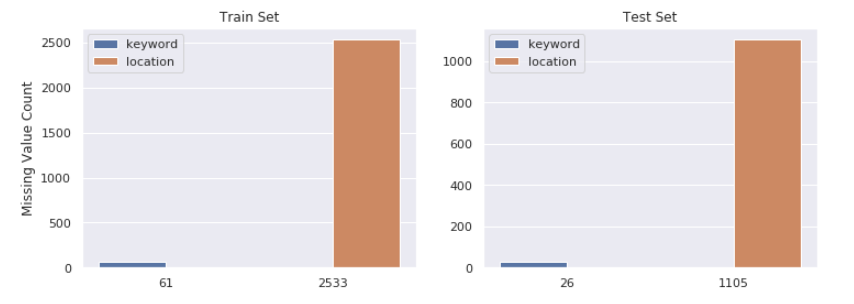 Train Set
Missing Value Count
2500
2000
1500
1000
500
0
keyword
location
61
2533
Test Set
1000
800
600
400
200
0
keyword
location
26
1105